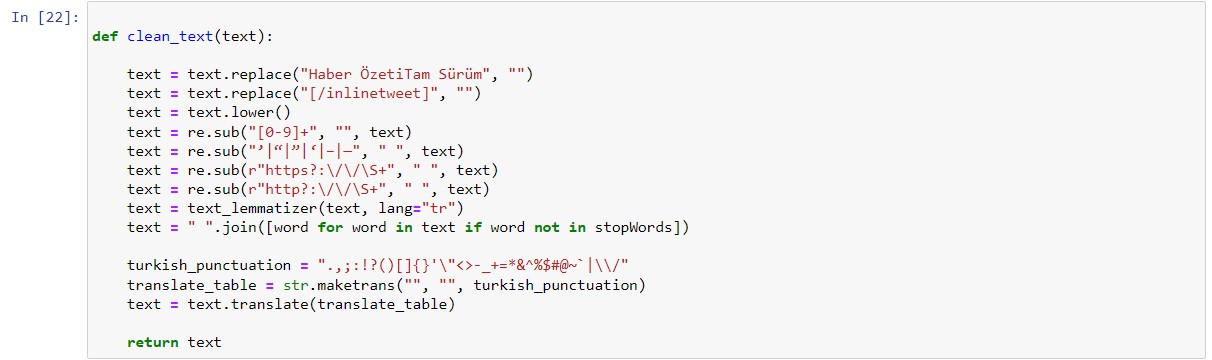 In [22]:
def clean_text(text):
text = text.replace("Haber ÖzetiTam Sürüm", "")
text = text.replace("[/inlinetweet]", "")
text = text.lower()
text = re.sub("[0-9]+", "", text)
text = re.sub("’|“|”|‘|–|—", " ", text)
text = re.sub(r"https?:\/\/\S+", " ", text)
text = re.sub(r"http?:\/\/\S+", " ", text)
text = text_lemmatizer(text, lang="tr")
text = " ".join([word for word in text if word not in stopWords])
turkish_punctuation = ".,;:!?()[]{}'\"<>-_+=*&^%$#@~`|\\/"
translate_table = str.maketrans("", "", turkish_punctuation)
text = text.translate(translate_table)
return text